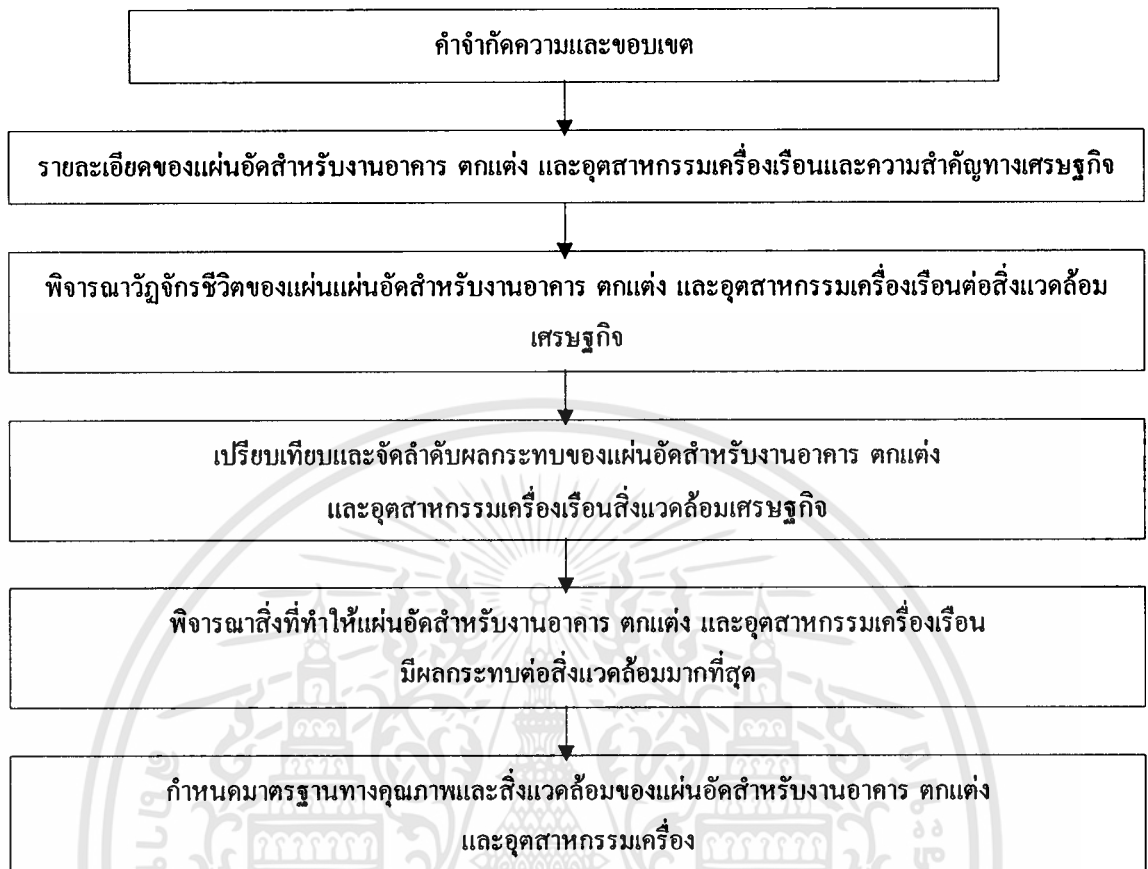 คำจำกัดความและขอบเขต
รายละเอียดของแผ่นอัดสำหรับงานอาคาร ตกแต่ง และอุตสาหกรรมเครื่องเรือนและความสำคัญทางเศรษฐกิจ
พิจารณาวัฏจักรชีวิตของแผ่นแผ่นอัดสำหรับงานอาคาร ตกแต่ง และอุตสาหกรรมเครื่องเรือนต่อสิ่งแวดล้อม
เศรษฐกิจ
เปรียบเทียบและจัดลำดับผลกระทบของแผ่นอัดสำหรับงานอาคาร ตกแต่ง
และอุตสาหกรรมเครื่องเรือนสิ่งแวดล้อมเศรษฐกิจ
พิจารณาสิ่งที่ทำให้แผ่นอัดสำหรับงานอาคาร ตกแต่ง และอุตสาหกรรมเครื่องเรือน
มีผลกระทบต่อสิ่งแวดล้อมมากที่สุด
กำหนดมาตรฐานทางคุณภาพและสิ่งแวดล้อมของแผ่นอัดสำหรับงานอาคาร ตกแต่ง
และอุตสาหกรรมเครื่อง